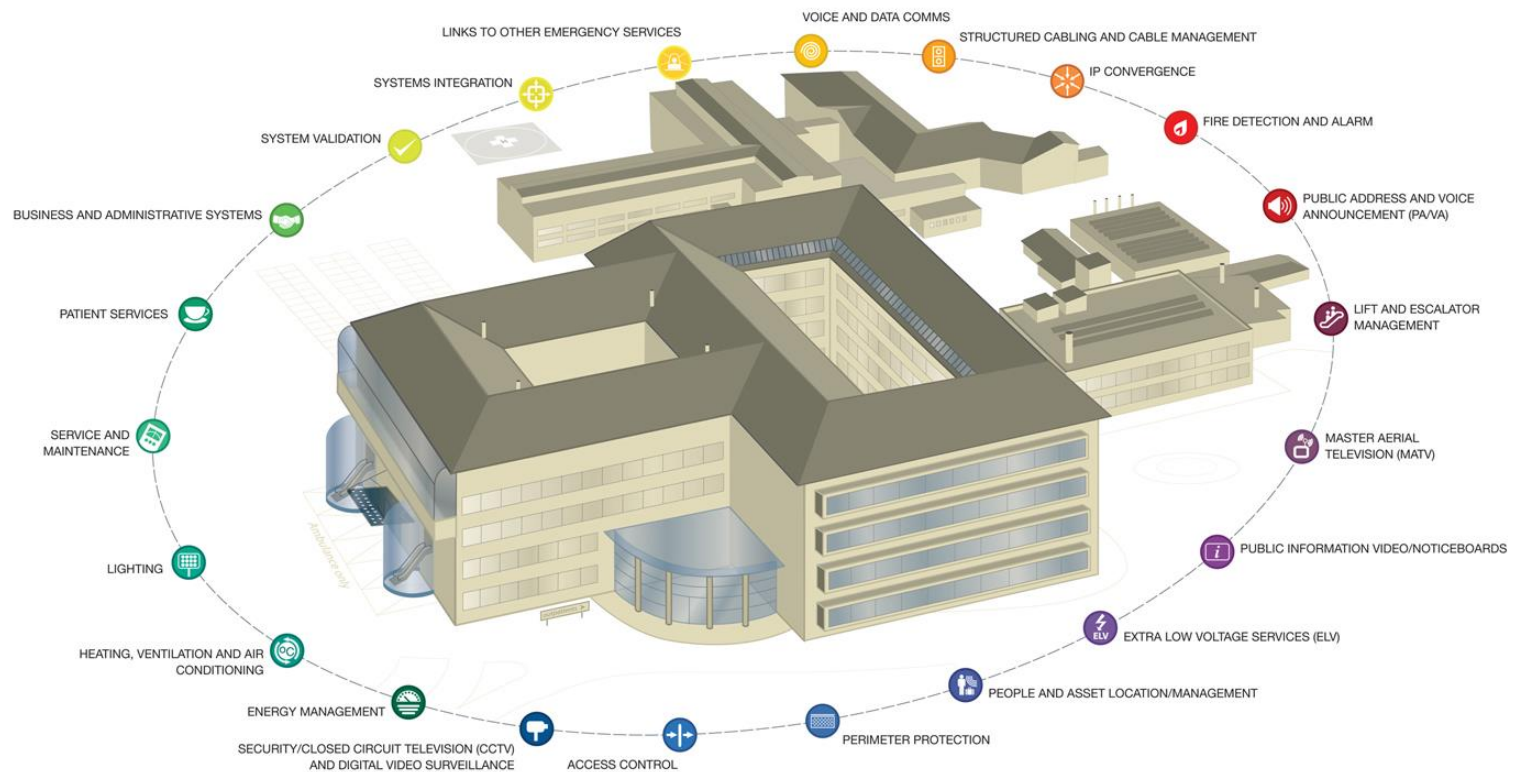 VOICE AND DATA COMMS
LINKS TO OTHER EMERGENCY SERVICES
STRUCTURED CABLING AND CABLE MANAGEMENT
SYSTEMS INTEGRATION
IP CONVERGENCE
SYSTEM VALIDATION
FIRE DETECTION AND ALARM
BUSINESS AND ADMINISTRATIVE SYSTEMS
PUBLIC ADDRESS AND VOICE
ANNOUNCEMENT (PA/VA)
PATIENT SERVICES
LIFT AND ESCALATOR
MANAGEMENT
SERVICE AND
MAINTENANCE
MASTER AERIAL
TELEVISION (MATV)
Ambulance only
LIGHTING
i
PUBLIC INFORMATION VIDEO/NOTICEBOARDS
ELV
EXTRA LOW VOLTAGE SERVICES (ELV)
°C
HEATING, VENTILATION AND AIR
CONDITIONING
PEOPLE AND ASSET LOCATION/MANAGEMENT
ENERGY MANAGEMENT
PERIMETER PROTECTION
SECURITY/CLOSED CIRCUIT TELEVISION (CCTV)
AND DIGITAL VIDEO SURVEILLANCE
ACCESS CONTROL